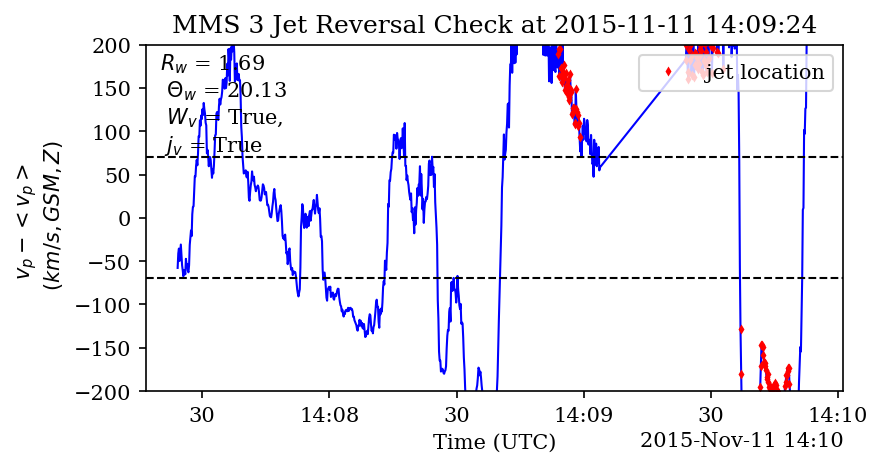 MMS 3 Jet Reversal Check at 2015-11-11 14:09:24
R_w = 1.69
Θ_w = 20.13
W_v = True,
j_v = True
jet location
v_p - <v_p>
(km/s, GSM, Z)
200
150
100
50
0
−50
−100
−150
−200
30
14:08
30
14:09
30
14:10
Time (UTC)
2015-Nov-11 14:10